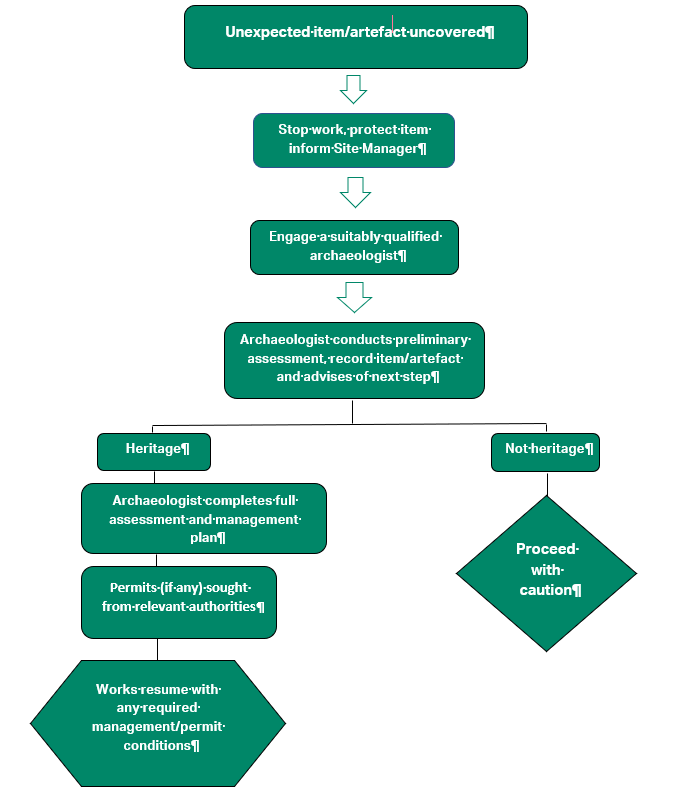 Unexpected item/artefact uncovered¶
Stop work, protect item
inform Site Manager¶
Engage a suitably qualified
archaeologist¶
Archaeologist conducts preliminary
assessment, record item/artefact
and advises of next step¶
Heritage¶
Not heritage¶
Archaeologist completes full
assessment and management
plan¶
Proceed
with
caution¶
Permits (if any) sought
from relevant authorities¶
Works resume with
any required
management/permit
conditions¶